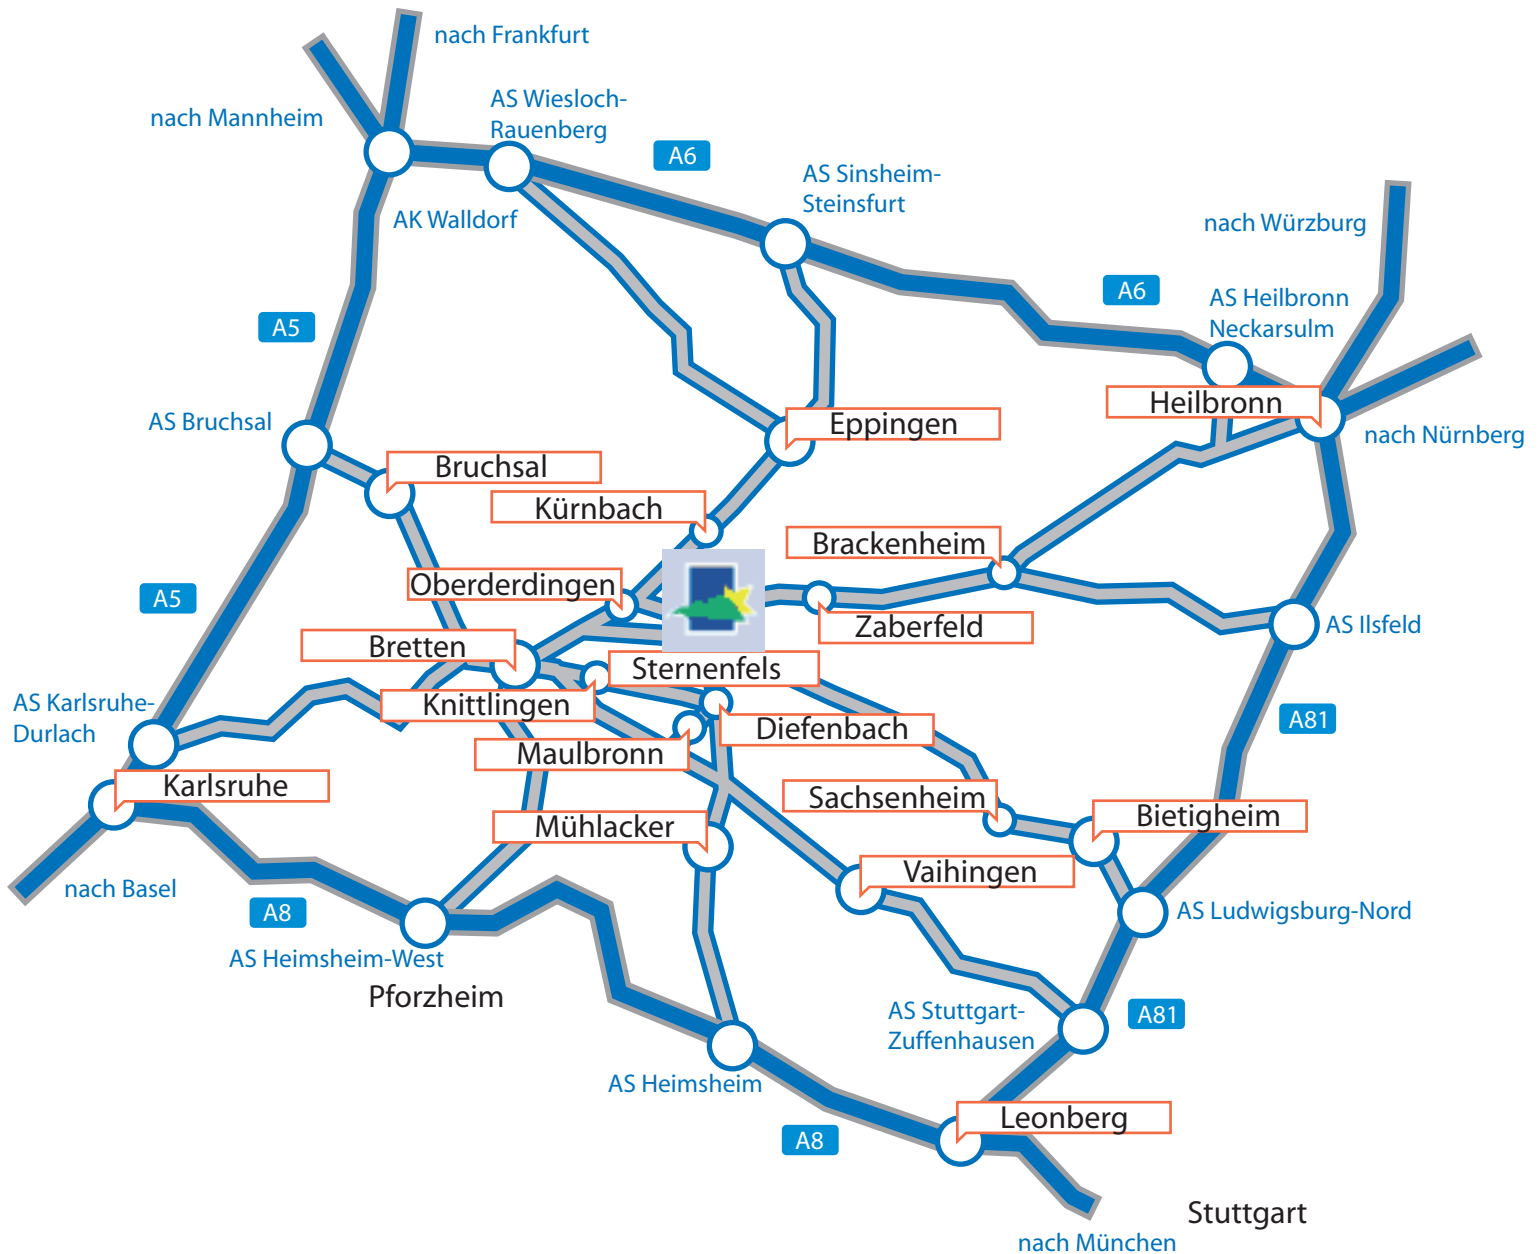 nach Frankfurt
nach Mannheim
AS Wiesloch-
Rauenberg
A6
AS Sinsheim-
Steinsfurt
AK Walldorf
nach Würzburg
A6
AS Heilbronn
Neckarsulm
A5
Heilbronn
AS Bruchsal
Eppingen
nach Nürnberg
Bruchsal
Kürnbach
Brackenheim
Oberderdingen
A5
Zaberfeld
AS Ilsfeld
Bretten
Sternenfels
Knittlingen
AS Karlsruhe-
Durlach
A81
Diefenbach
Maulbronn
Karlsruhe
Sachsenheim
Bietigheim
Mühlacker
Vaihingen
nach Basel
A8
AS Ludwigsburg-Nord
AS Heimsheim-West
Pforzheim
AS Stuttgart-
Zuffenhausen
A81
AS Heimsheim
Leonberg
A8
Stuttgart
nach München